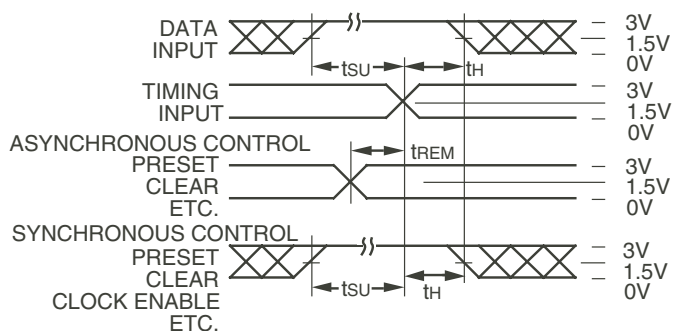 DATA
INPUT
3V
1.5V
0V
tSU
tH
TIMING
INPUT
3V
1.5V
0V
ASYNCHRONOUS CONTROL
PRESET
CLEAR
ETC.
tREM
3V
1.5V
0V
SYNCHRONOUS CONTROL
PRESET
CLEAR
CLOCK ENABLE
ETC.
tSU
tH
3V
1.5V
0V